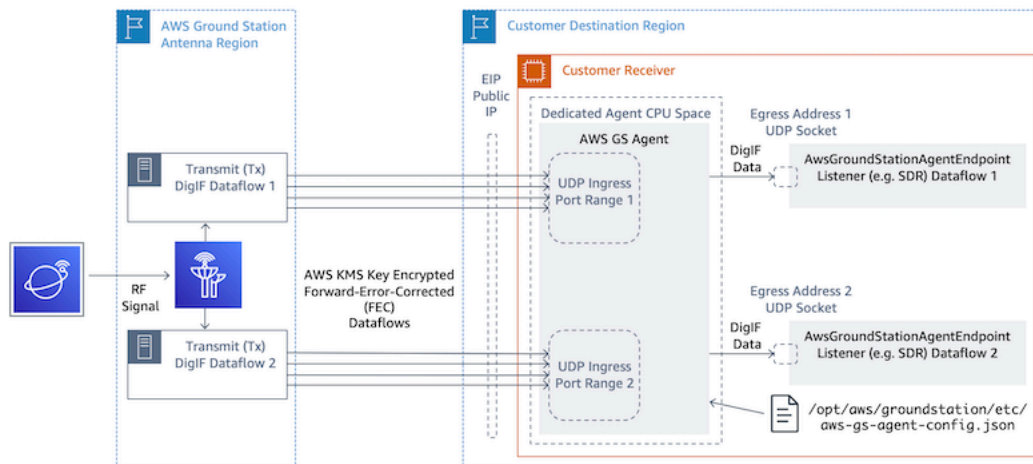 AWS Ground Station
Antenna Region
Customer Destination Region
Customer Receiver
EIP
Public
IP
Dedicated Agent CPU Space
AWS GS Agent
Egress Address 1
UDP Socket
Transmit (Tx)
DigIF Dataflow 1
UDP Ingress
Port Range 1
DigIF
Data
AwsGroundStationAgentEndpoint
Listener (e.g. SDR) Dataflow 1
RF
Signal
AWS KMS Key Encrypted
Forward-Error-Corrected
(FEC)
Dataflows
Egress Address 2
UDP Socket
Transmit (Tx)
DigIF Dataflow 2
UDP Ingress
Port Range 2
DigIF
Data
AwsGroundStationAgentEndpoint
Listener (e.g. SDR) Dataflow 2
/opt/aws/groundstation/etc/
aws-gs-agent-config.json